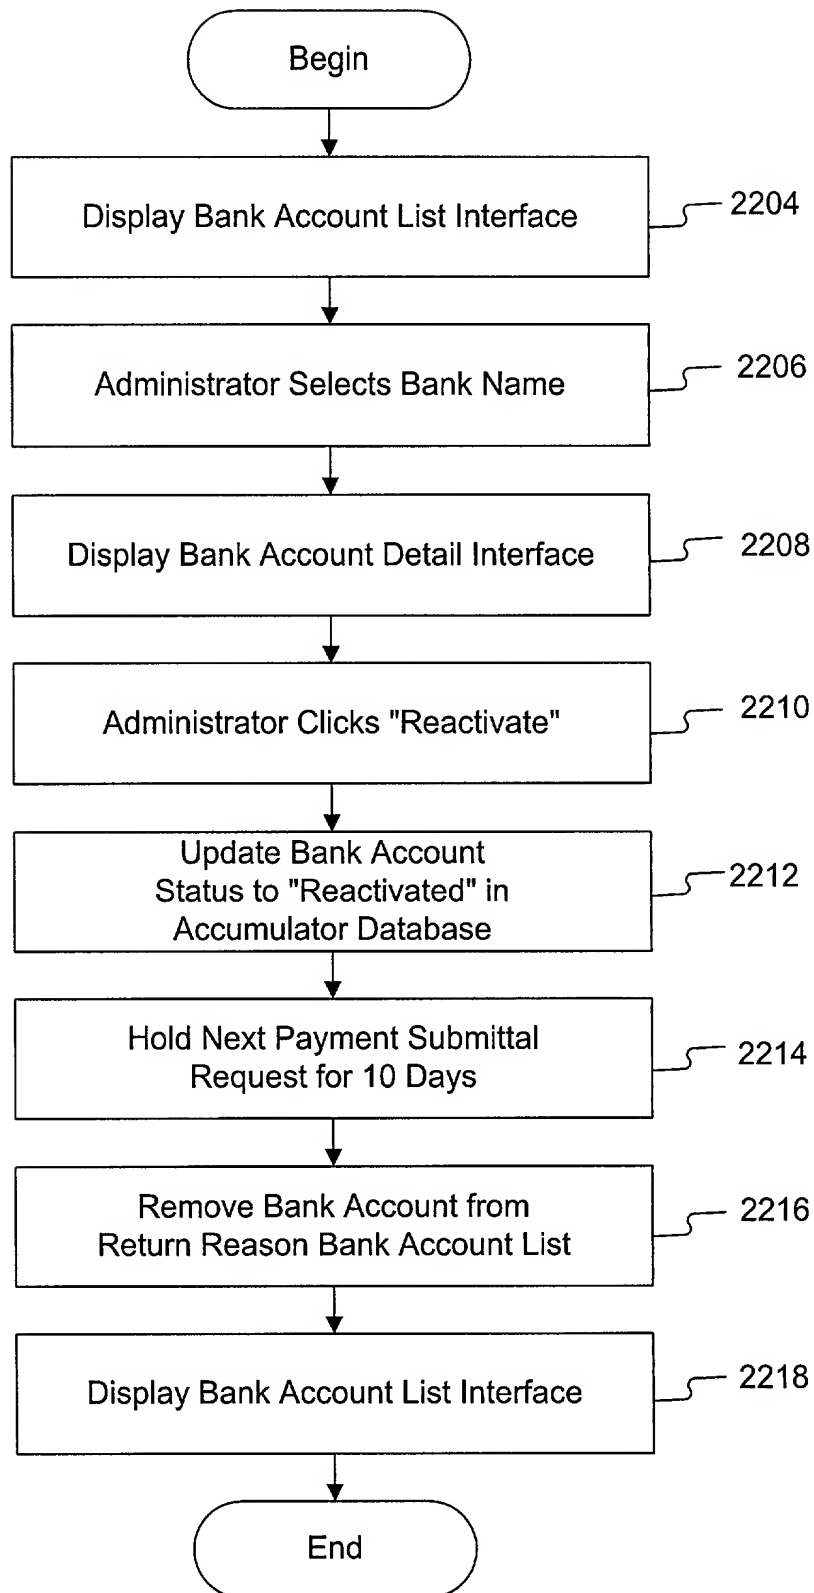 Begin
Display Bank Account List Interface
2204
Administrator Selects Bank Name
2206
Display Bank Account Detail Interface
2208
Administrator Clicks "Reactivate"
2210
Update Bank Account
Status to "Reactivated" in
Accumulator Database
2212
Hold Next Payment Submittal
Request for 10 Days
2214
Remove Bank Account from
Return Reason Bank Account List
2216
Display Bank Account List Interface
2218
End